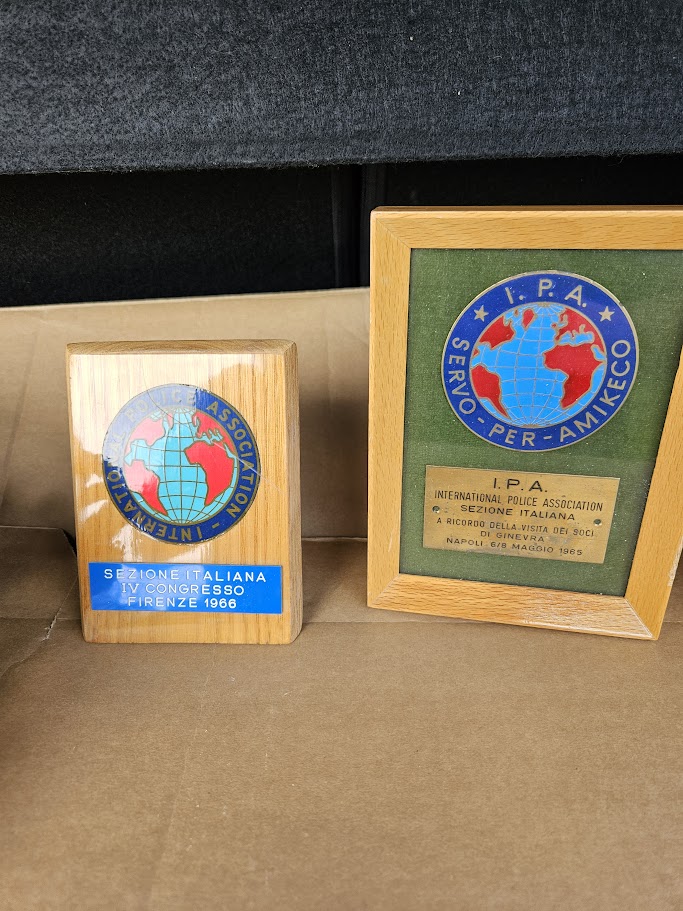 INTERNATIONAL POLICE ASSOCIATION -
SEZIONE ITALIANA
IV CONGRESSO
FIRENZE 1966
I. P. A.
SERVO - PER - AMIKECO
I. P. A.
INTERNATIONAL POLICE ASSOCIATION
SEZIONE ITALIANA
A RICORDO DELLA VISITA DEI SOCI
DI GINEVRA
NAPOLI 6/8 MAGGIO 1965